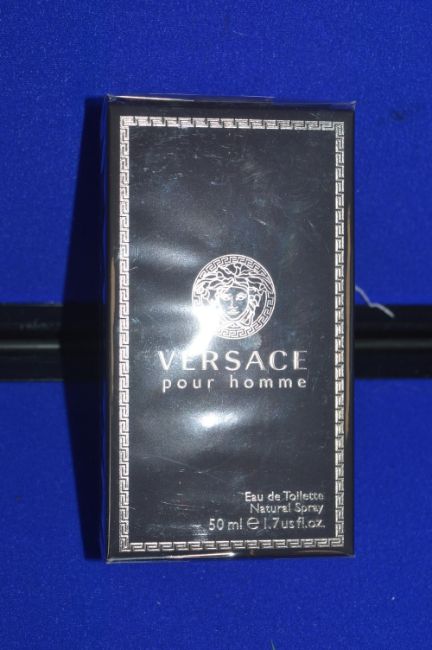 VERSACE
pour homme
Eau de Toilette
Natural Spray
50 ml ℮ 1.7 us fl.oz.